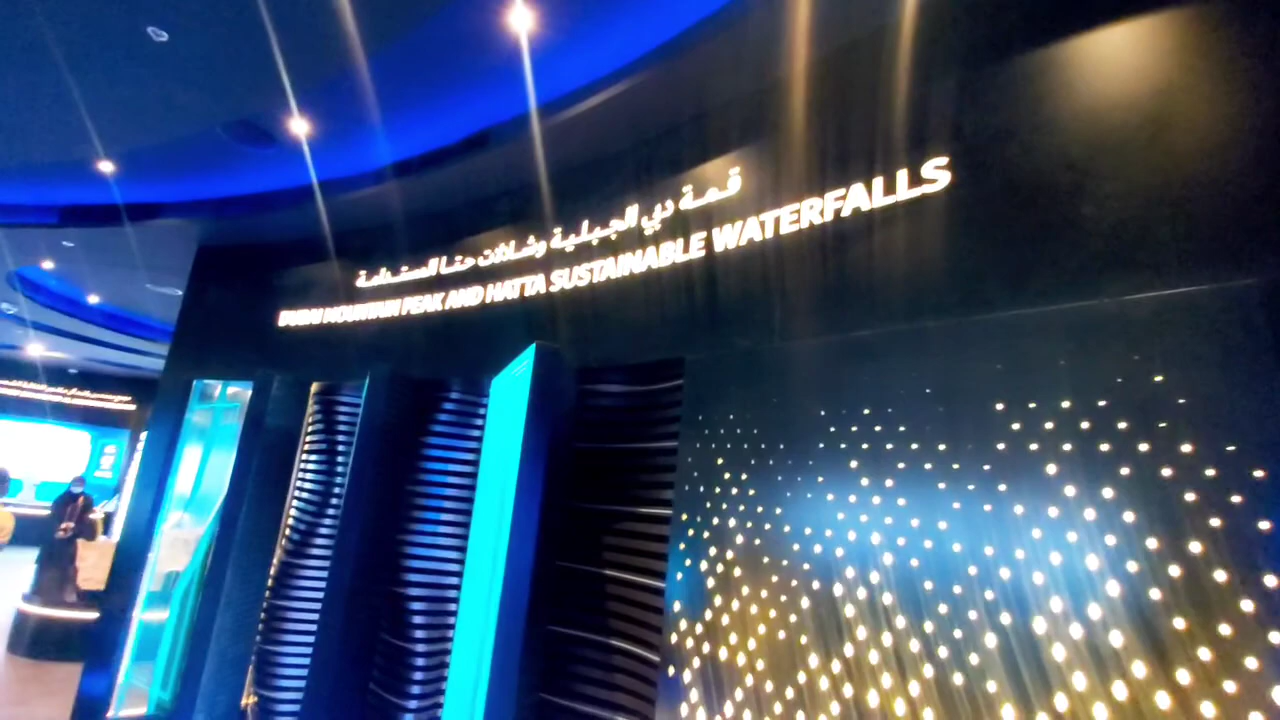 قمة دبي الجبلية وشلالات حتا المستدامة
DUBAI MOUNTAIN PEAK AND HATTA SUSTAINABLE WATERFALLS